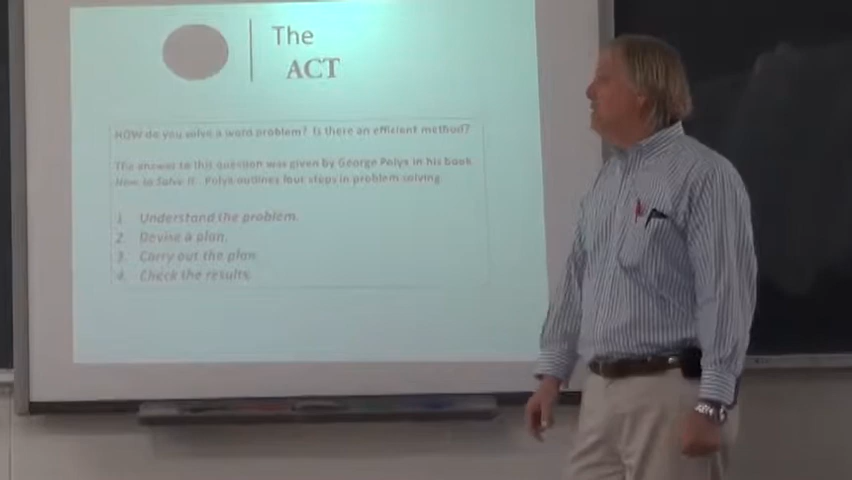 The
ACT
HOW do you solve a word problem? Is there an efficient method?
The answer to this question was given by George Polya in his book
How to Solve It. Polya outlines four steps in problem solving.
1. Understand the problem.
2. Devise a plan.
3. Carry out the plan.
4. Check the results.